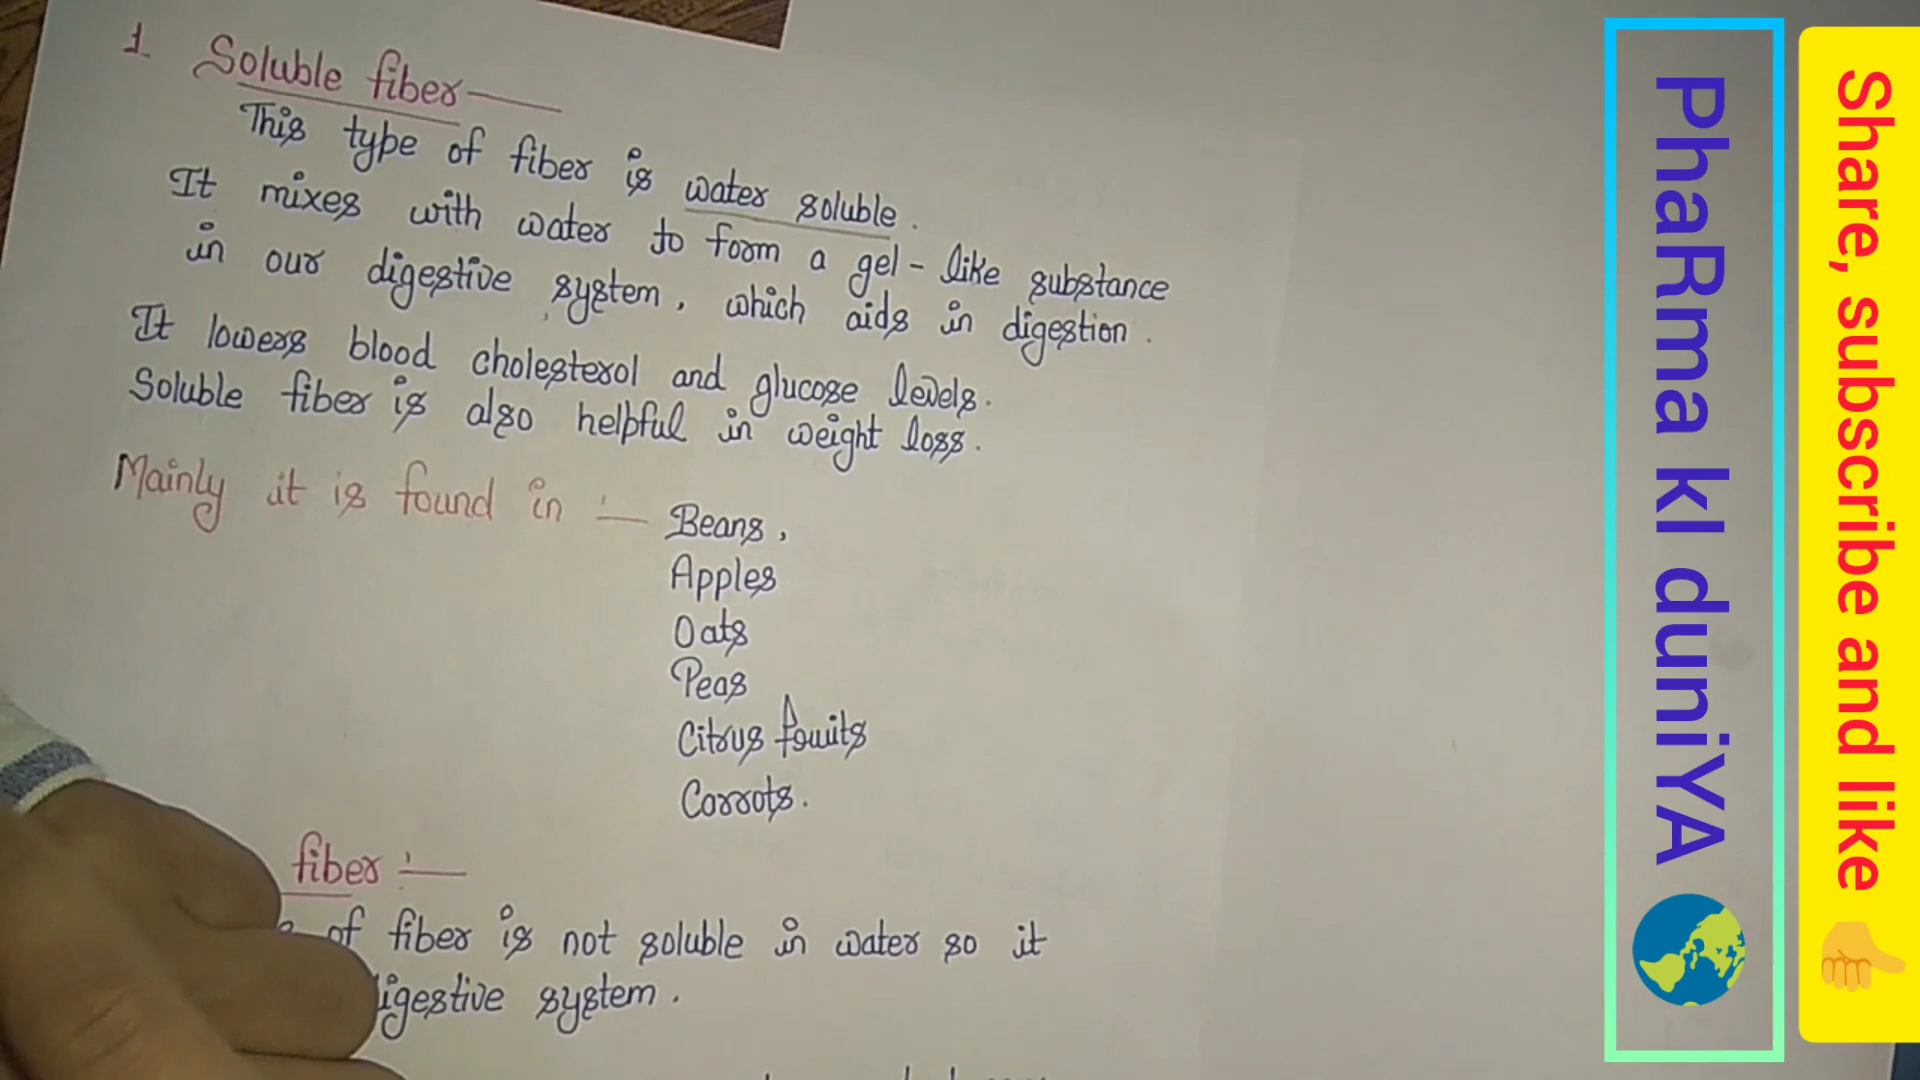 1 Soluble fiber
This type of fiber is water soluble.
It mixes with water to form a gel-like substance
in our digestive system, which aids in digestion.
It lowers blood cholesterol and glucose levels.
Soluble fiber is also helpful in weight loss.
Mainly it is found in :- Beans,
Apples
Oats
Peas
Citrus fruits
Carrots.
fiber :-
of fiber is not soluble in water so it
digestive system.
PhaRma kI duniYA
Share, subscribe and like